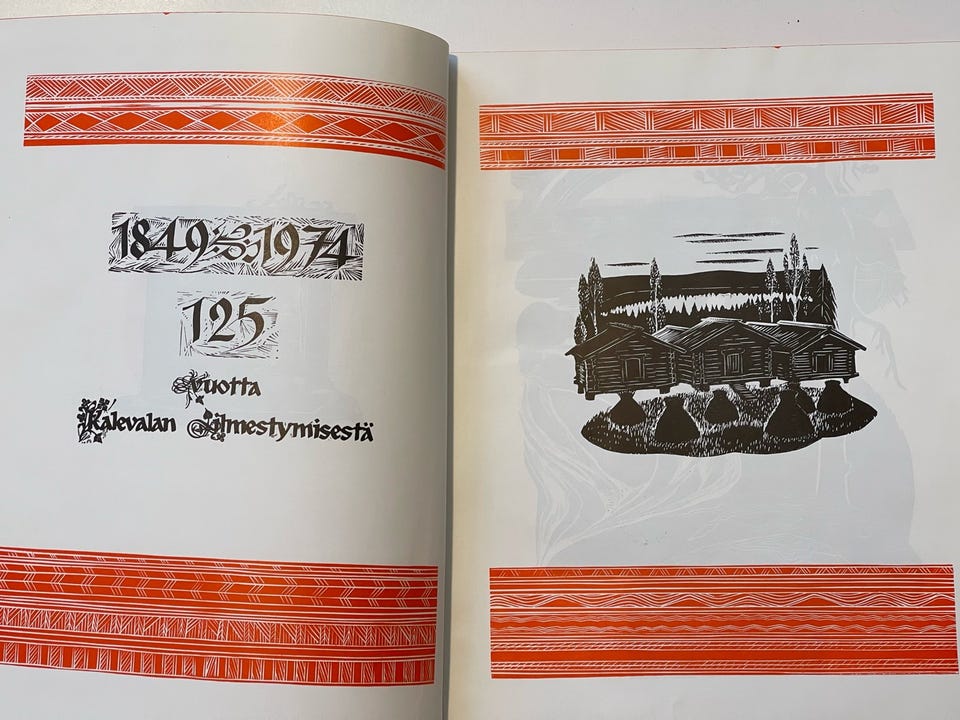 1849 1974
125
Vuotta
Kalevalan ilmestymisestä